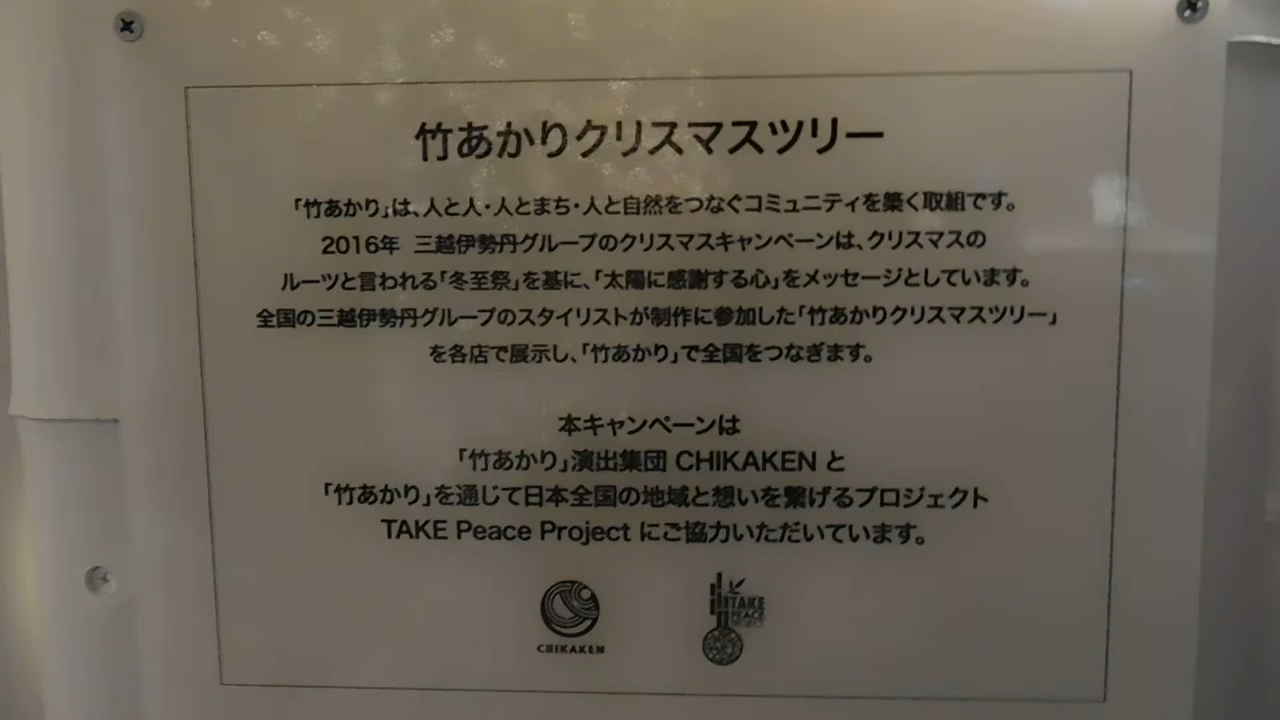 竹あかりクリスマスツリー
「竹あかり」は、人と人・人とまち・人と自然をつなぐコミュニティを築く取組です。
2016年 三越伊勢丹グループのクリスマスキャンペーンは、クリスマスの
ルーツと言われる「冬至祭」を基に、「太陽に感謝する心」をメッセージとしています。
全国の三越伊勢丹グループのスタイリストが制作に参加した「竹あかりクリスマスツリー」
を各店で展示し、「竹あかり」で全国をつなぎます。
本キャンペーンは
「竹あかり」演出集団 CHIKAKEN と
「竹あかり」を通じて日本全国の地域と想いを繋げるプロジェクト
TAKE Peace Project にご協力いただいています。
CHIKAKEN
TAKE
PEACE